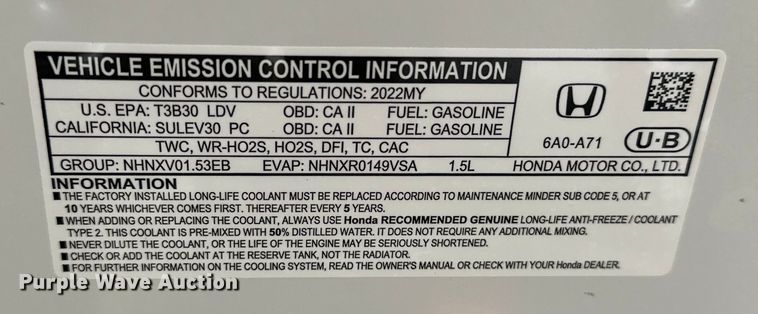 VEHICLE EMISSION CONTROL INFORMATION
CONFORMS TO REGULATIONS: 2022MY
U.S. EPA: T3B30 LDV OBD: CA II FUEL: GASOLINE
CALIFORNIA: SULEV30 PC OBD: CA II FUEL: GASOLINE
TWC, WR-HO2S, HO2S, DFI, TC, CAC
6A0-A71 U·B
GROUP: NHNXV01.53EB EVAP: NHNXR0149VSA 1.5L HONDA MOTOR CO., LTD.
INFORMATION
■ THE FACTORY INSTALLED LONG-LIFE COOLANT MUST BE REPLACED ACCORDING TO MAINTENANCE MINDER SUB CODE 5, OR AT
10 YEARS WHICHEVER COMES FIRST. THEREAFTER EVERY 5 YEARS.
■ WHEN ADDING OR REPLACING THE COOLANT, ALWAYS USE Honda RECOMMENDED GENUINE LONG-LIFE ANTI-FREEZE / COOLANT
TYPE 2. THIS COOLANT IS PRE-MIXED WITH 50% DISTILLED WATER. IT DOES NOT REQUIRE ANY ADDITIONAL MIXING.
■ NEVER DILUTE THE COOLANT, OR THE LIFE OF THE ENGINE MAY BE SERIOUSLY SHORTENED.
■ CHECK OR ADD THE COOLANT AT THE RESERVE TANK, NOT THE RADIATOR.
■ FOR FURTHER INFORMATION ON THE COOLING SYSTEM, READ THE OWNER'S MANUAL OR CHECK WITH YOUR Honda DEALER.
Purple Wave Auction